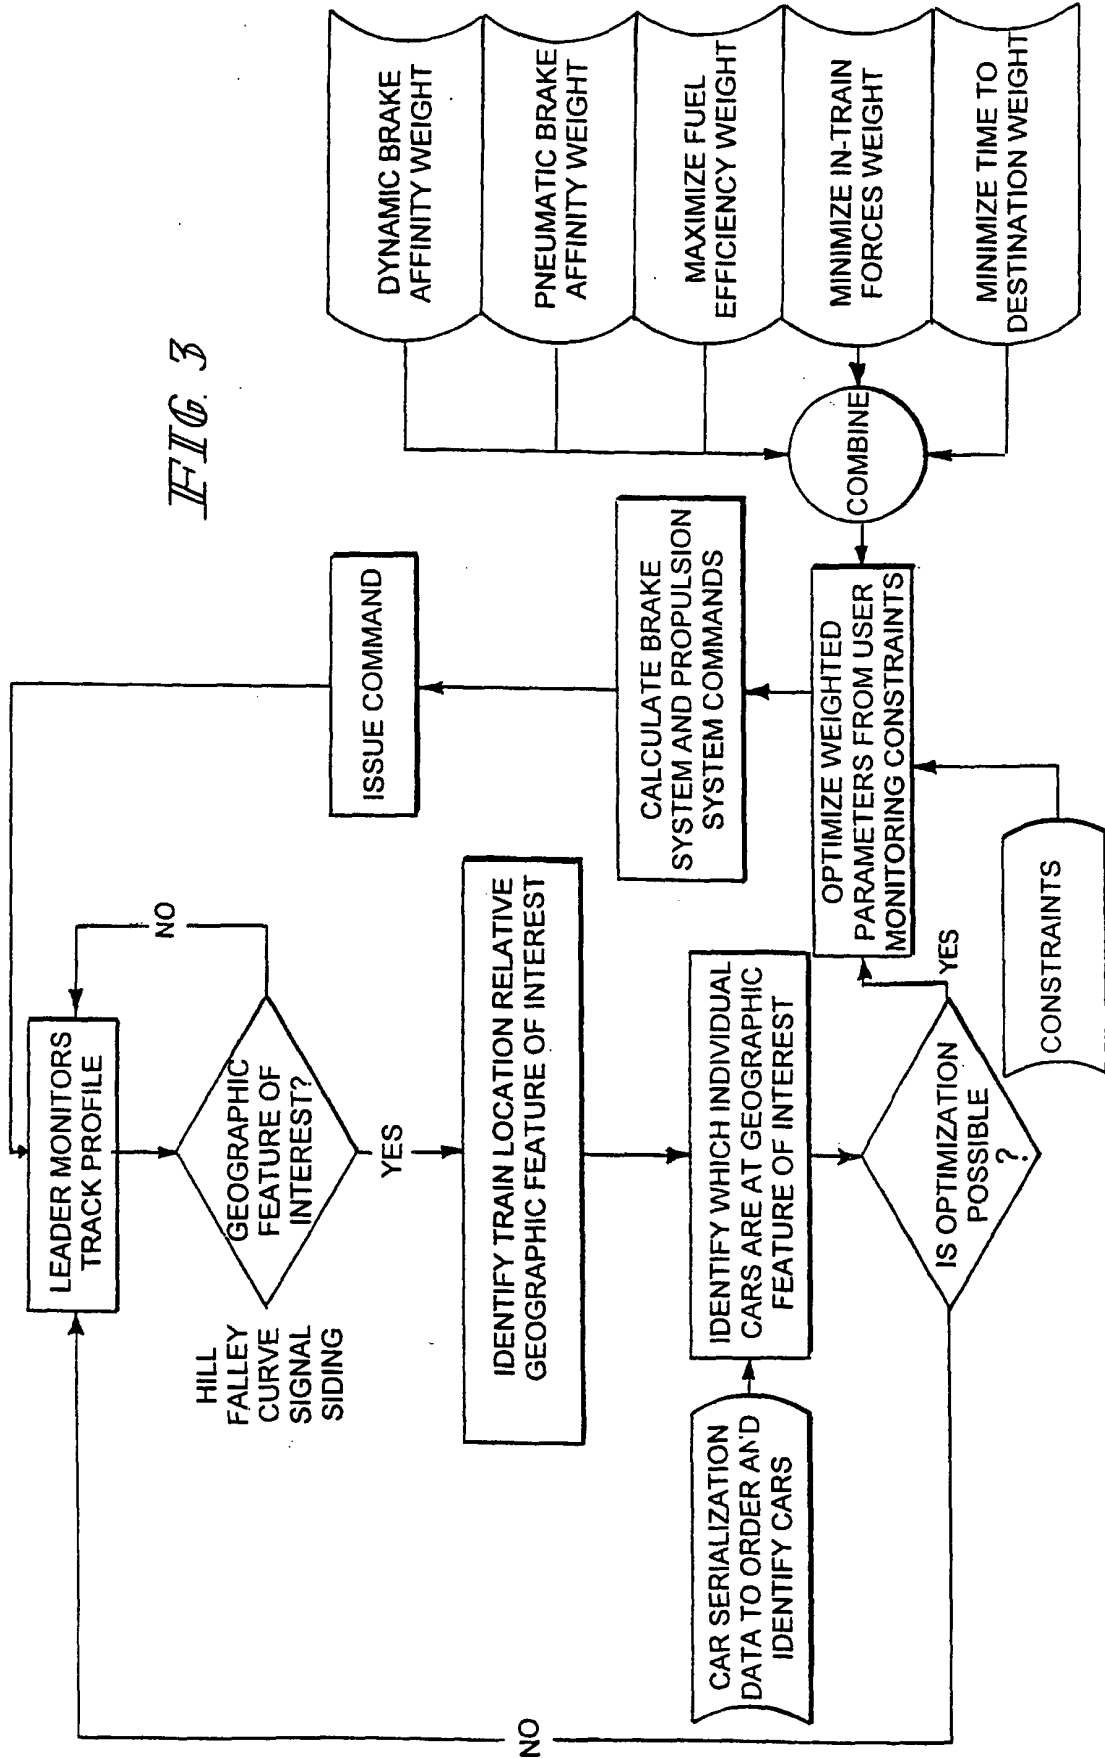 FIG. 3
LEADER MONITORS
TRACK PROFILE
NO
GEOGRAPHIC
FEATURE OF
INTEREST?
HILL
FALLEY
CURVE
SIGNAL
SIDING
YES
IDENTIFY TRAIN LOCATION RELATIVE
GEOGRAPHIC FEATURE OF INTEREST
CAR SERIALIZATION
DATA TO ORDER AND
IDENTIFY CARS
IDENTIFY WHICH INDIVIDUAL
CARS ARE AT GEOGRAPHIC
FEATURE OF INTEREST
IS OPTIMIZATION
POSSIBLE
?
NO
YES
CONSTRAINTS
OPTIMIZE WEIGHTED
PARAMETERS FROM USER
MONITORING CONSTRAINTS
CALCULATE BRAKE
SYSTEM AND PROPULSION
SYSTEM COMMANDS
ISSUE COMMAND
COMBINE
DYNAMIC BRAKE
AFFINITY WEIGHT
PNEUMATIC BRAKE
AFFINITY WEIGHT
MAXIMIZE FUEL
EFFICIENCY WEIGHT
MINIMIZE IN-TRAIN
FORCES WEIGHT
MINIMIZE TIME TO
DESTINATION WEIGHT